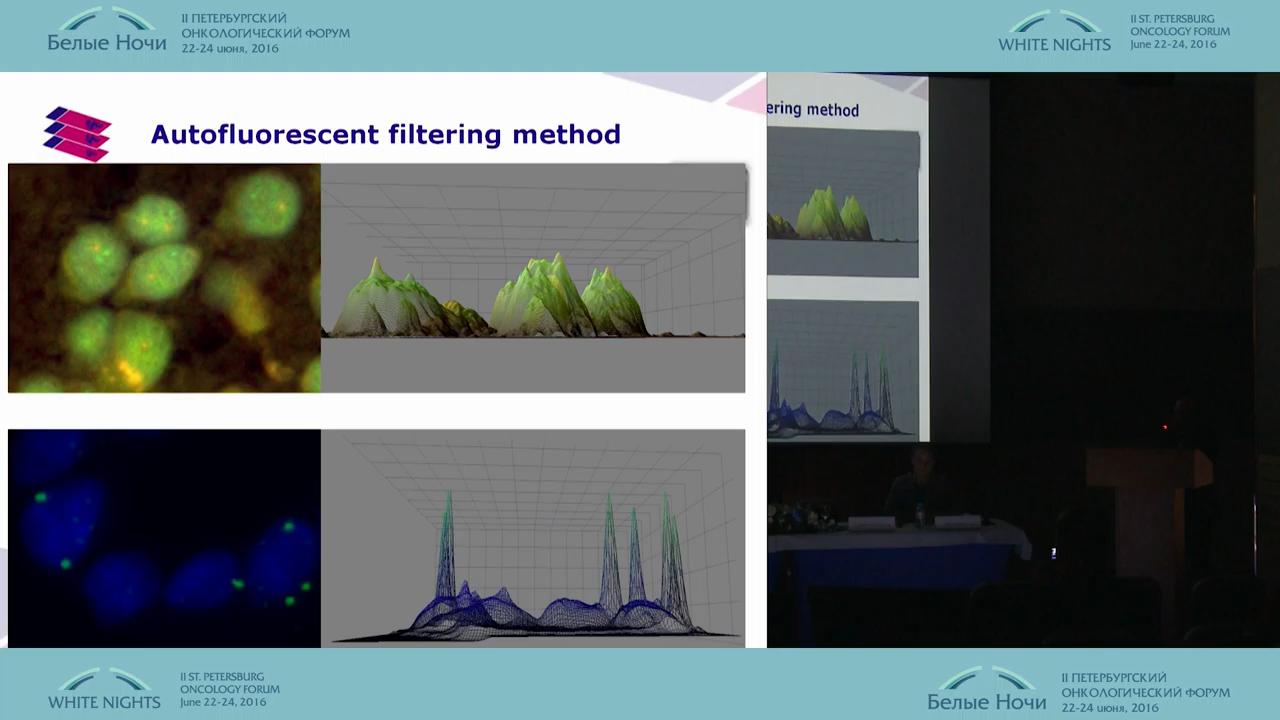 Белые Ночи
II ПЕТЕРБУРГСКИЙ
ОНКОЛОГИЧЕСКИЙ ФОРУМ
22-24 июня, 2016
WHITE NIGHTS
II ST. PETERSBURG
ONCOLOGY FORUM
June 22-24, 2016
Autofluorescent filtering method
ering method
WHITE NIGHTS
II ST. PETERSBURG
ONCOLOGY FORUM
June 22-24, 2016
Белые Ночи
II ПЕТЕРБУРГСКИЙ
ОНКОЛОГИЧЕСКИЙ ФОРУМ
22-24 июня, 2016